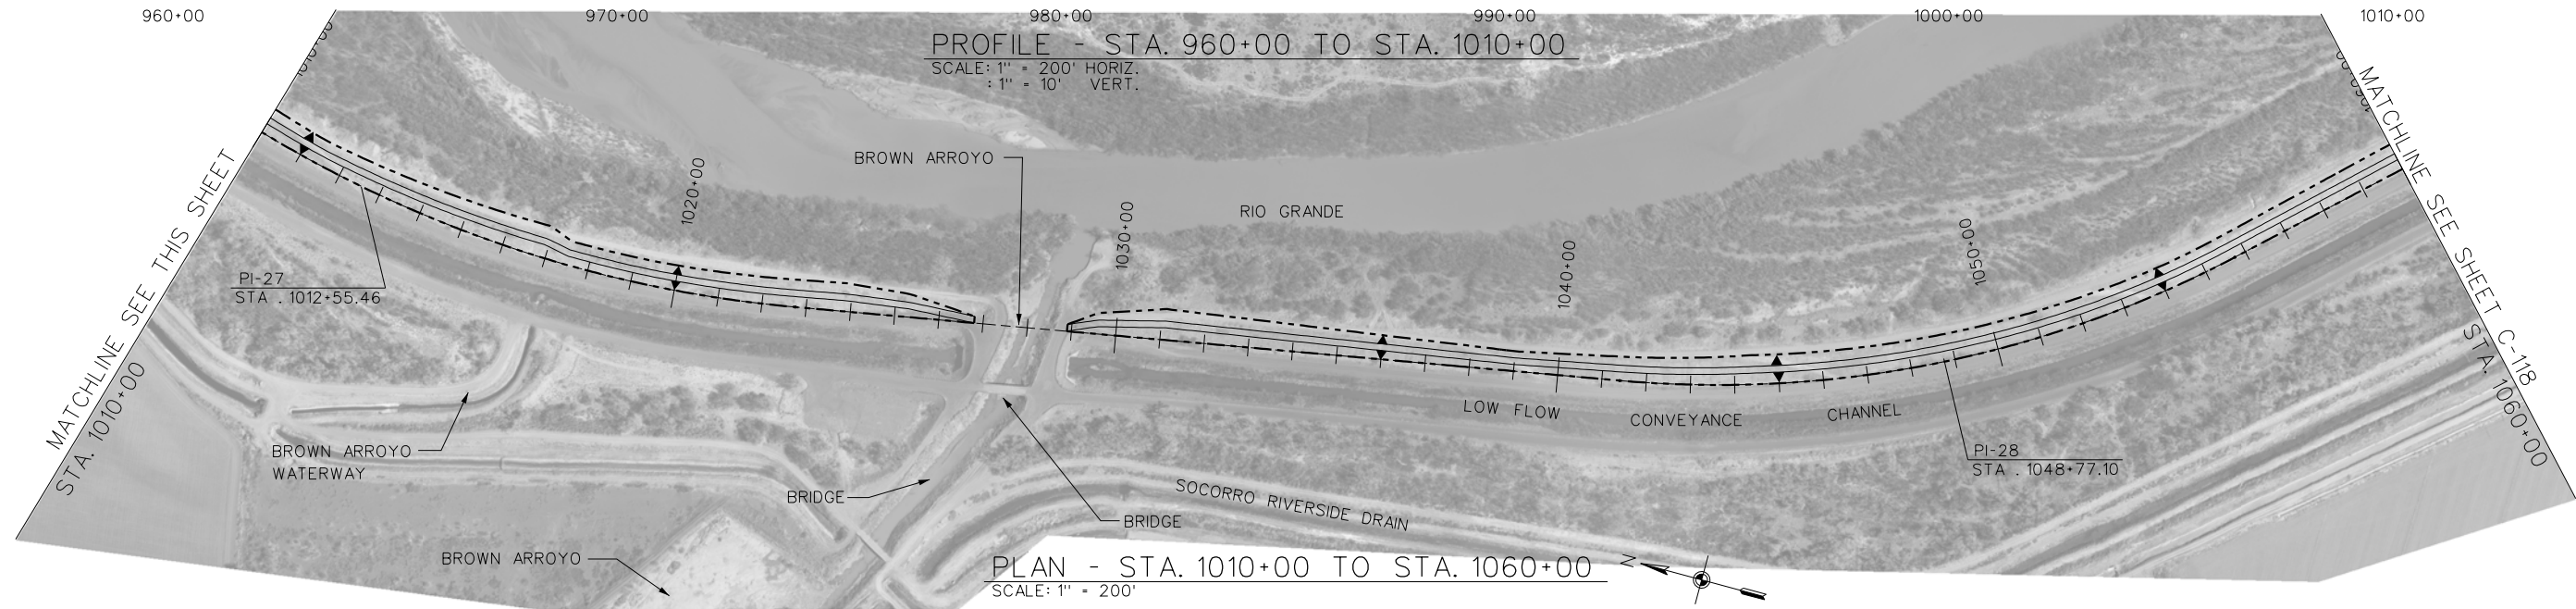 960+00 970+00 980+00 990+00 1000+00 1010+00
PROFILE - STA. 960+00 TO STA. 1010+00
SCALE: 1" = 200' HORIZ.
: 1" = 10' VERT.
MATCHLINE SEE THIS SHEET
STA. 1010+00
PI-27
STA . 1012+55.46
1020+00
BROWN ARROYO
RIO GRANDE
1030+00
1040+00
1050+00
MATCHLINE SEE SHEET C-118
STA. 1060+00
LOW FLOW CONVEYANCE CHANNEL
PI-28
STA . 1048+77.10
BROWN ARROYO
WATERWAY
BRIDGE
BRIDGE
SOCORRO RIVERSIDE DRAIN
BROWN ARROYO
PLAN - STA. 1010+00 TO STA. 1060+00
SCALE: 1" = 200'
N